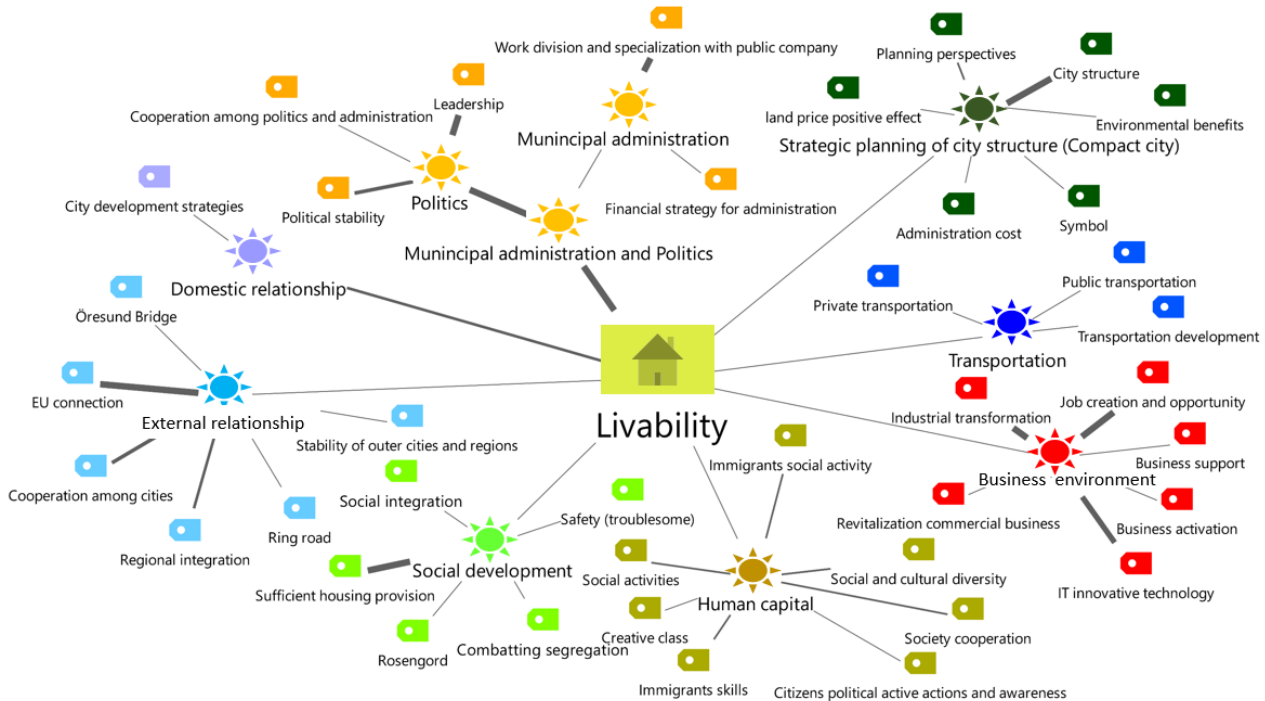 Work division and specialization with public company
Planning perspectives
City structure
Leadership
Cooperation among politics and administration
Munincipal administration
land price positive effect
Environmental benefits
Strategic planning of city structure (Compact city)
City development strategies
Political stability
Politics
Financial strategy for administration
Administration cost
Symbol
Munincipal administration and Politics
Domestic relationship
Public transportation
Private transportation
Öresund Bridge
Transportation development
Transportation
EU connection
External relationship
Livability
Industrial transformation
Job creation and opportunity
Stability of outer cities and regions
Immigrants social activity
Business support
Business environment
Cooperation among cities
Social integration
Safety (troublesome)
Revitalization commercial business
Business activation
Regional integration
Ring road
Social development
Social activities
Social and cultural diversity
IT innovative technology
Sufficient housing provision
Human capital
Creative class
Society cooperation
Rosengord
Combatting segregation
Immigrants skills
Citizens political active actions and awareness